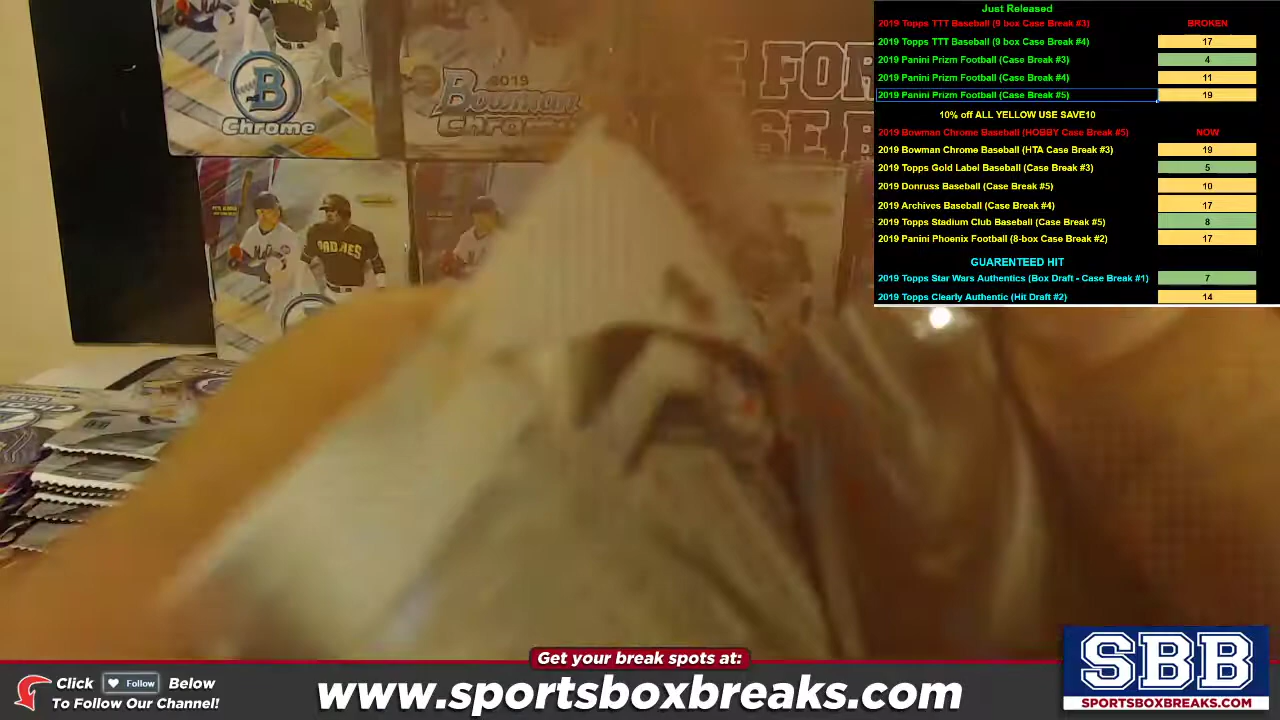 Just Released
2019 Topps TTT Baseball (9 box Case Break #3) BROKEN
2019 Topps TTT Baseball (9 box Case Break #4) 17
2019 Panini Prizm Football (Case Break #3) 4
2019 Panini Prizm Football (Case Break #4) 11
2019 Panini Prizm Football (Case Break #5) 19
10% off ALL YELLOW USE SAVE10
2019 Bowman Chrome Baseball (HOBBY Case Break #5) NOW
2019 Bowman Chrome Baseball (HTA Case Break #3) 19
2019 Topps Gold Label Baseball (Case Break #3) 5
2019 Donruss Baseball (Case Break #5) 10
2019 Archives Baseball (Case Break #4) 17
2019 Topps Stadium Club Baseball (Case Break #5) 8
2019 Panini Phoenix Football (8-box Case Break #2) 17
GUARENTEED HIT
2019 Topps Star Wars Authentics (Box Draft - Case Break #1) 7
2019 Topps Clearly Authentic (Hit Draft #2) 14
B
Chrome
2019
Bowman
Chrome
FOR
SE
PADRES
Get your break spots at:
www.sportsboxbreaks.com
Click Follow Below
To Follow Our Channel!
SBB
SPORTSBOXBREAKS.COM